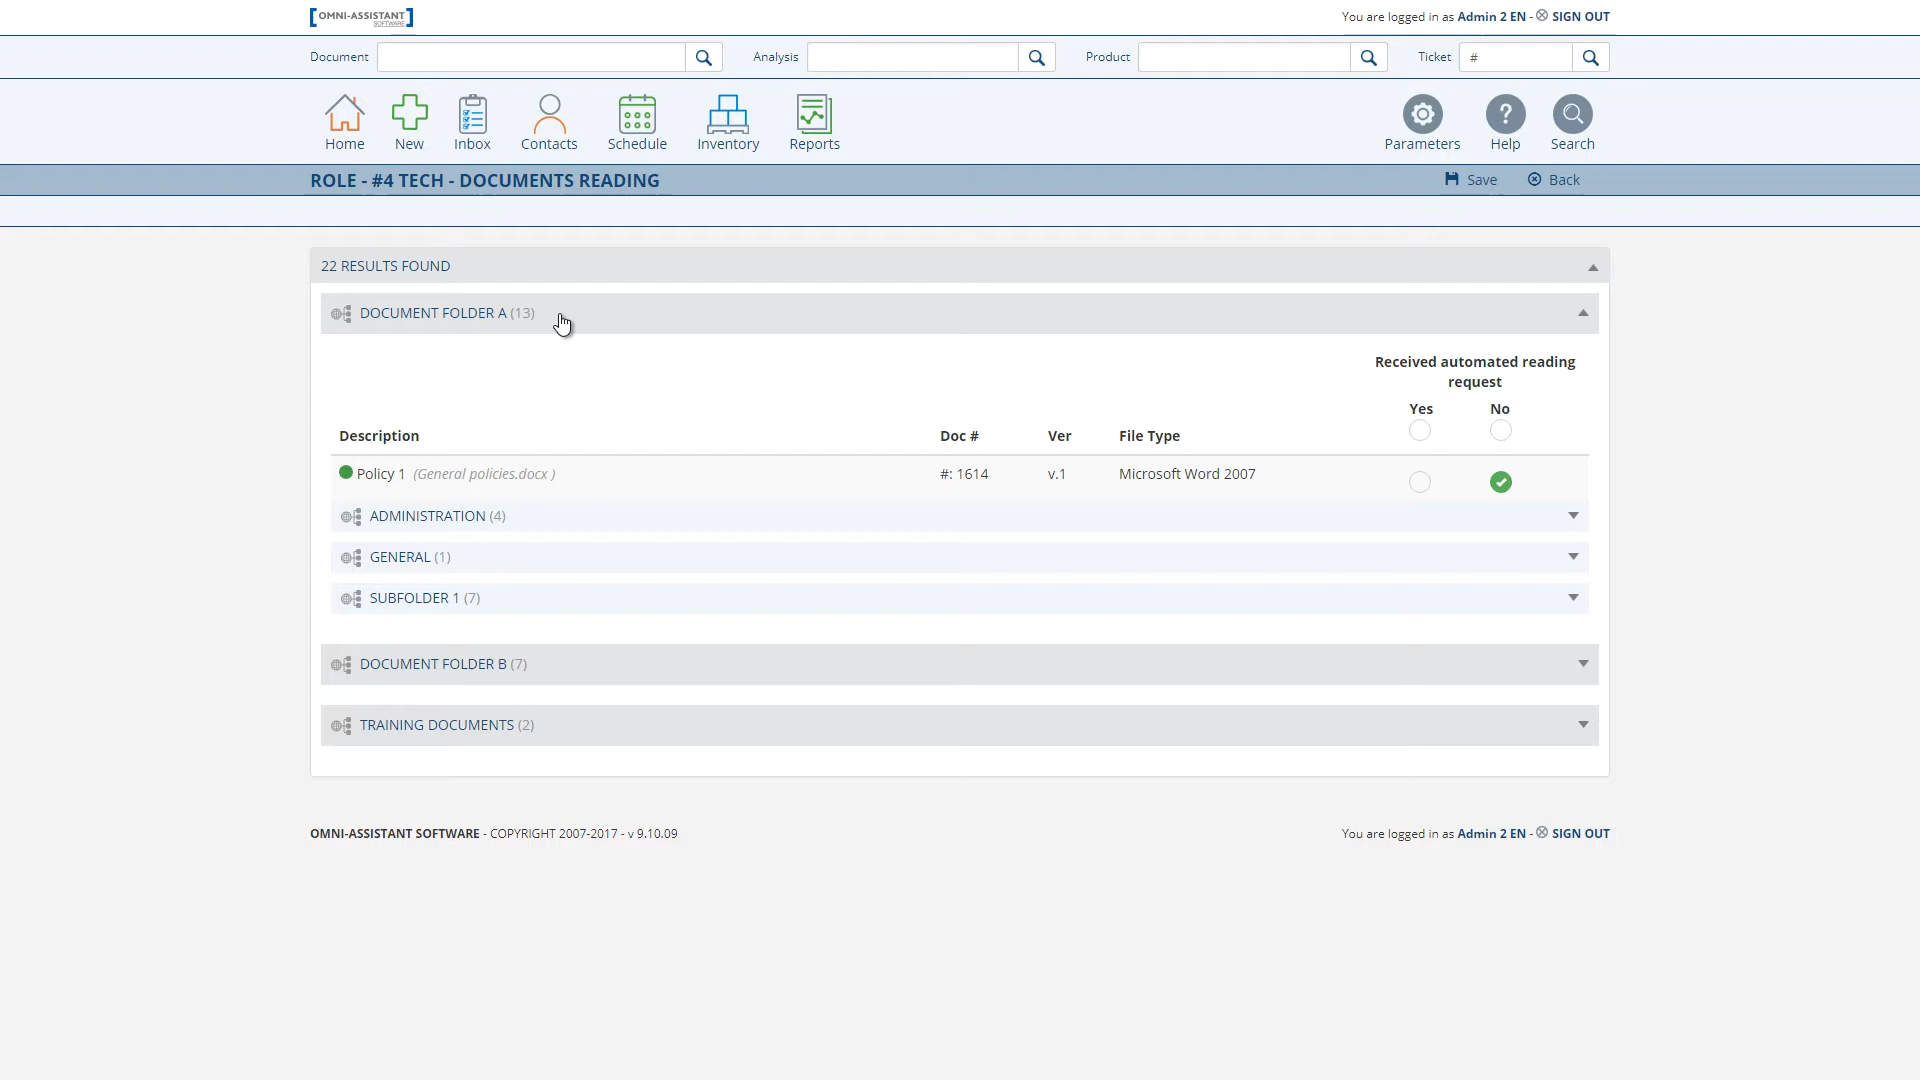 OMNI-ASSISTANT
SOFTWARE
You are logged in as Admin 2 EN - SIGN OUT
Document
Analysis
Product
Ticket #
Home
New
Inbox
Contacts
Schedule
Inventory
Reports
Parameters
Help
Search
ROLE - #4 TECH - DOCUMENTS READING
Save
Back
22 RESULTS FOUND
DOCUMENT FOLDER A (13)
Received automated reading
request
Yes No
Description Doc # Ver File Type
Policy 1 (General policies.docx ) #: 1614 v.1 Microsoft Word 2007
ADMINISTRATION (4)
GENERAL (1)
SUBFOLDER 1 (7)
DOCUMENT FOLDER B (7)
TRAINING DOCUMENTS (2)
OMNI-ASSISTANT SOFTWARE - COPYRIGHT 2007-2017 - v 9.10.09
You are logged in as Admin 2 EN - SIGN OUT